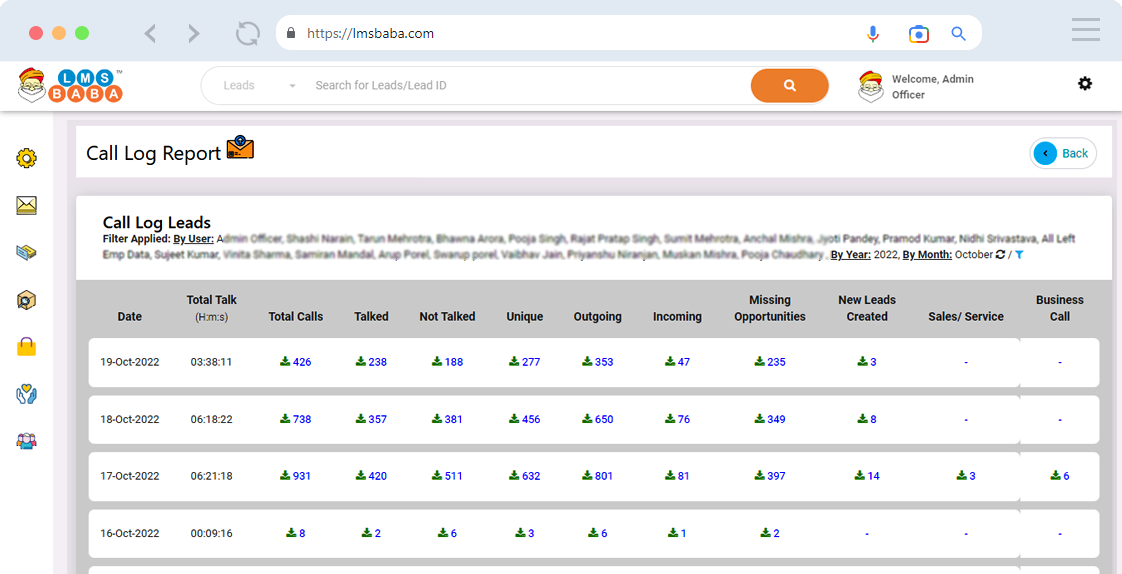 https://lmsbaba.com
LMS™
BABA
Leads
Search for Leads/Lead ID
Welcome, Admin
Officer
Call Log Report
Back
Call Log Leads
Filter Applied: By User: Admin Officer, Shashi Narain, Tarun Mehrotra, Bhawna Arora, Pooja Singh, Rajat Pratap Singh, Sumit Mehrotra, Anchal Mishra, Jyoti Pandey, Pramod Kumar, Nidhi Srivastava, All Left
Emp Data, Sujeet Kumar, Vinita Sharma, Samiran Mandal, Arup Porel, Swarup porel, Vaibhav Jain, Priyanshu Niranjan, Muskan Mishra, Pooja Chaudhary . By Year: 2022, By Month: October /
Date Total Talk (H:m:s) Total Calls Talked Not Talked Unique Outgoing Incoming Missing Opportunities New Leads Created Sales/ Service Business Call
19-Oct-2022 03:38:11 426 238 188 277 353 47 235 3 - -
18-Oct-2022 06:18:22 738 357 381 456 650 76 349 8 - -
17-Oct-2022 06:21:18 931 420 511 632 801 81 397 14 3 6
16-Oct-2022 00:09:16 8 2 6 3 6 1 2 - - -